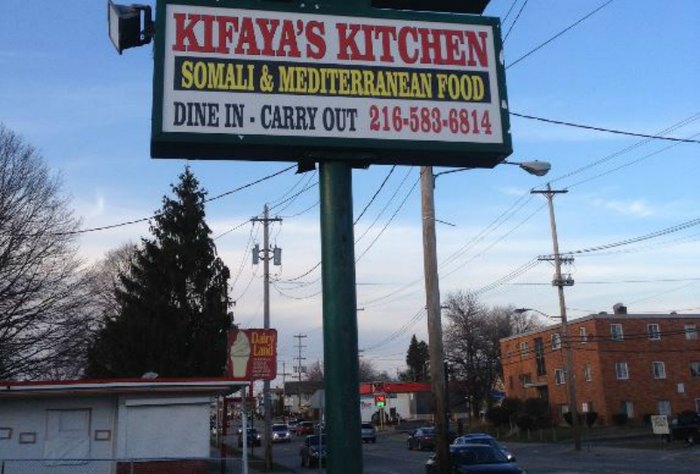 KIFAYA'S KITCHEN
SOMALI & MEDITERRANEAN FOOD
DINE IN - CARRY OUT 216-583-6814
Dairy
Land